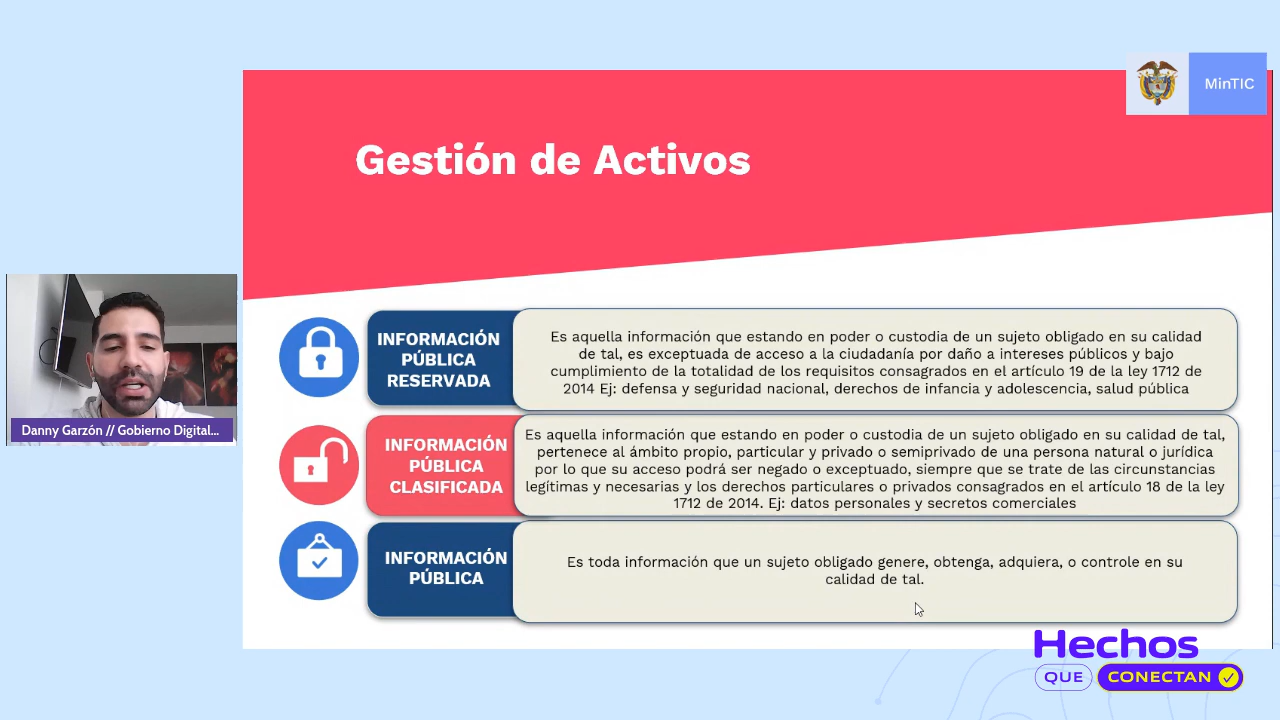 MinTIC
Gestión de Activos
INFORMACIÓN
PÚBLICA
RESERVADA
Es aquella información que estando en poder o custodia de un sujeto obligado en su calidad
de tal, es exceptuada de acceso a la ciudadanía por daño a intereses públicos y bajo
cumplimiento de la totalidad de los requisitos consagrados en el artículo 19 de la ley 1712 de
2014 Ej: defensa y seguridad nacional, derechos de infancia y adolescencia, salud pública
INFORMACIÓN
PÚBLICA
CLASIFICADA
Es aquella información que estando en poder o custodia de un sujeto obligado en su calidad de tal,
pertenece al ámbito propio, particular y privado o semiprivado de una persona natural o jurídica
por lo que su acceso podrá ser negado o exceptuado, siempre que se trate de las circunstancias
legítimas y necesarias y los derechos particulares o privados consagrados en el artículo 18 de la ley
1712 de 2014. Ej: datos personales y secretos comerciales
INFORMACIÓN
PÚBLICA
Es toda información que un sujeto obligado genere, obtenga, adquiera, o controle en su
calidad de tal.
Danny Garzón // Gobierno Digital...
Hechos
QUE CONECTAN